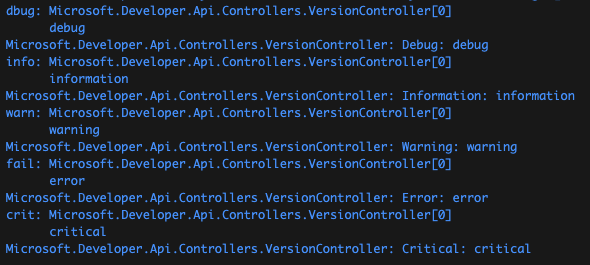 dbug: Microsoft.Developer.Api.Controllers.VersionController[0]
      debug
Microsoft.Developer.Api.Controllers.VersionController: Debug: debug
info: Microsoft.Developer.Api.Controllers.VersionController[0]
      information
Microsoft.Developer.Api.Controllers.VersionController: Information: information
warn: Microsoft.Developer.Api.Controllers.VersionController[0]
      warning
Microsoft.Developer.Api.Controllers.VersionController: Warning: warning
fail: Microsoft.Developer.Api.Controllers.VersionController[0]
      error
Microsoft.Developer.Api.Controllers.VersionController: Error: error
crit: Microsoft.Developer.Api.Controllers.VersionController[0]
      critical
Microsoft.Developer.Api.Controllers.VersionController: Critical: critical